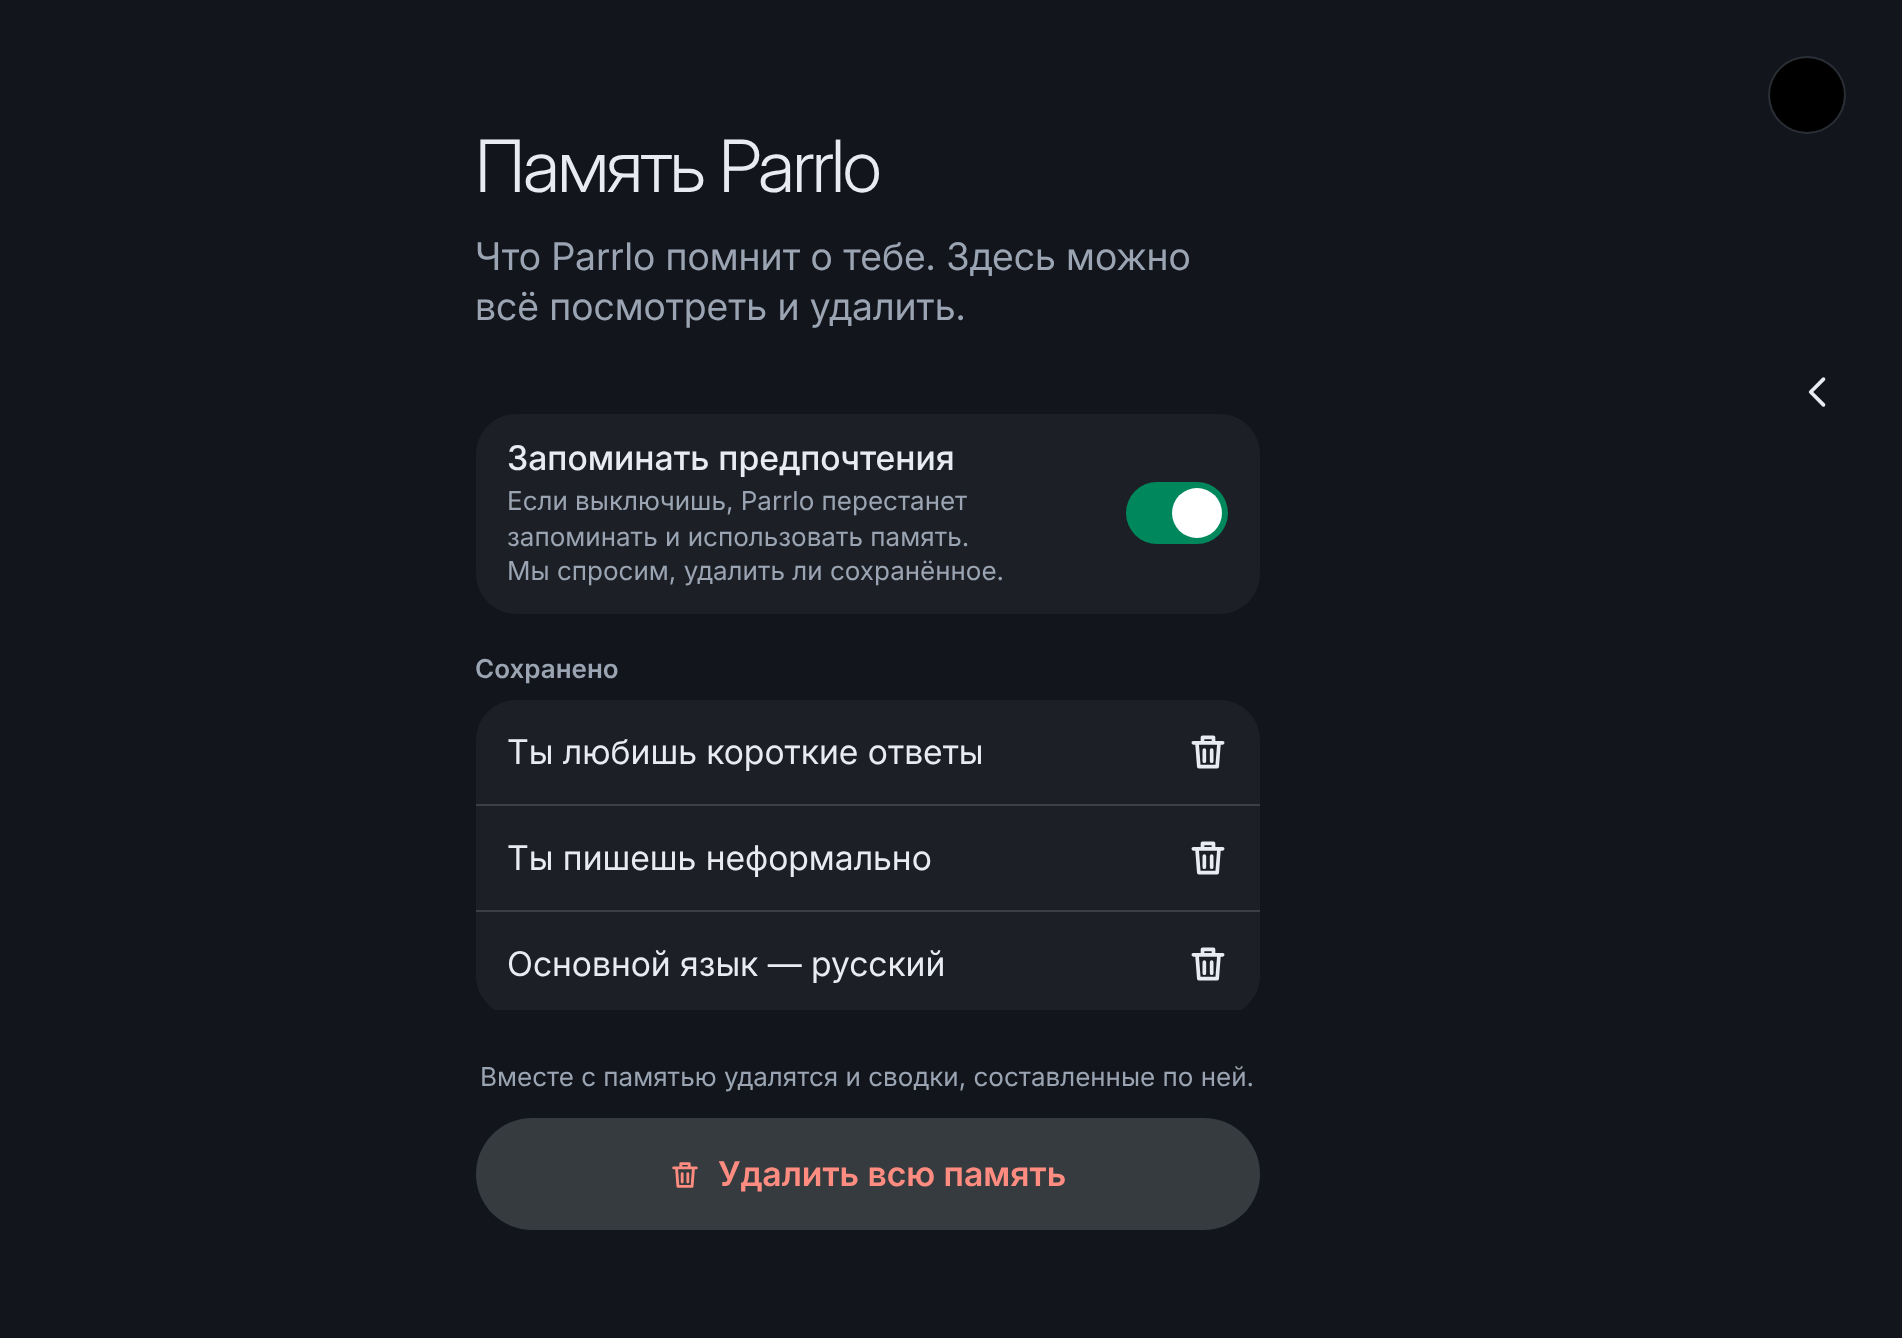 Память Parrlo
Что Parrlo помнит о тебе. Здесь можно
всё посмотреть и удалить.
Запоминать предпочтения
Если выключишь, Parrlo перестанет
запоминать и использовать память.
Мы спросим, удалить ли сохранённое.
Сохранено
Ты любишь короткие ответы
Ты пишешь неформально
Основной язык — русский
Вместе с памятью удалятся и сводки, составленные по ней.
Удалить всю память